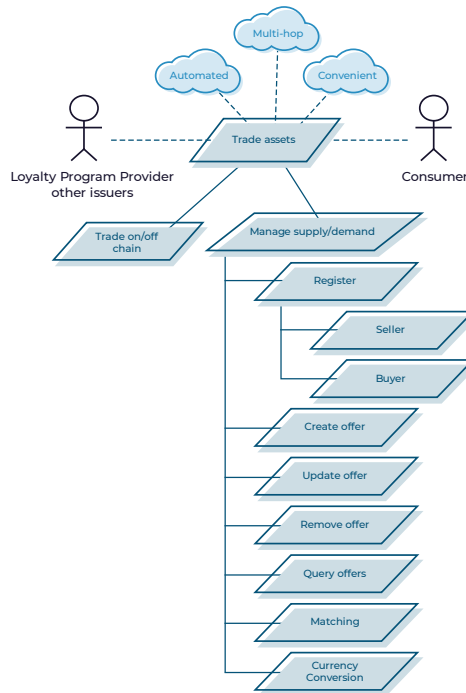 Multi-hop
Automated
Convenient
Trade assets
Loyalty Program Provider
other issuers
Consumer
Trade on/off
chain
Manage supply/demand
Register
Seller
Buyer
Create offer
Update offer
Remove offer
Query offers
Matching
Currency
Conversion